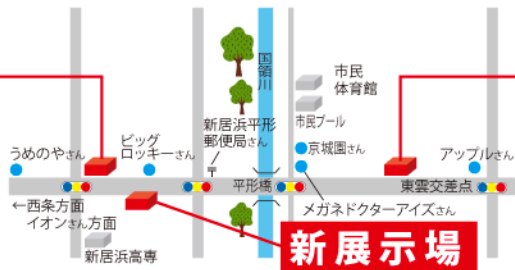 国領川
市民
体育館
市民プール
新居浜平形
郵便局さん
〒
京城園さん
ビッグ
ロッキーさん
うめのやさん
アップルさん
平形橋
東雲交差点
←西条方面
イオンさん方面
メガネドクターアイズさん
新居浜高専
新展示場